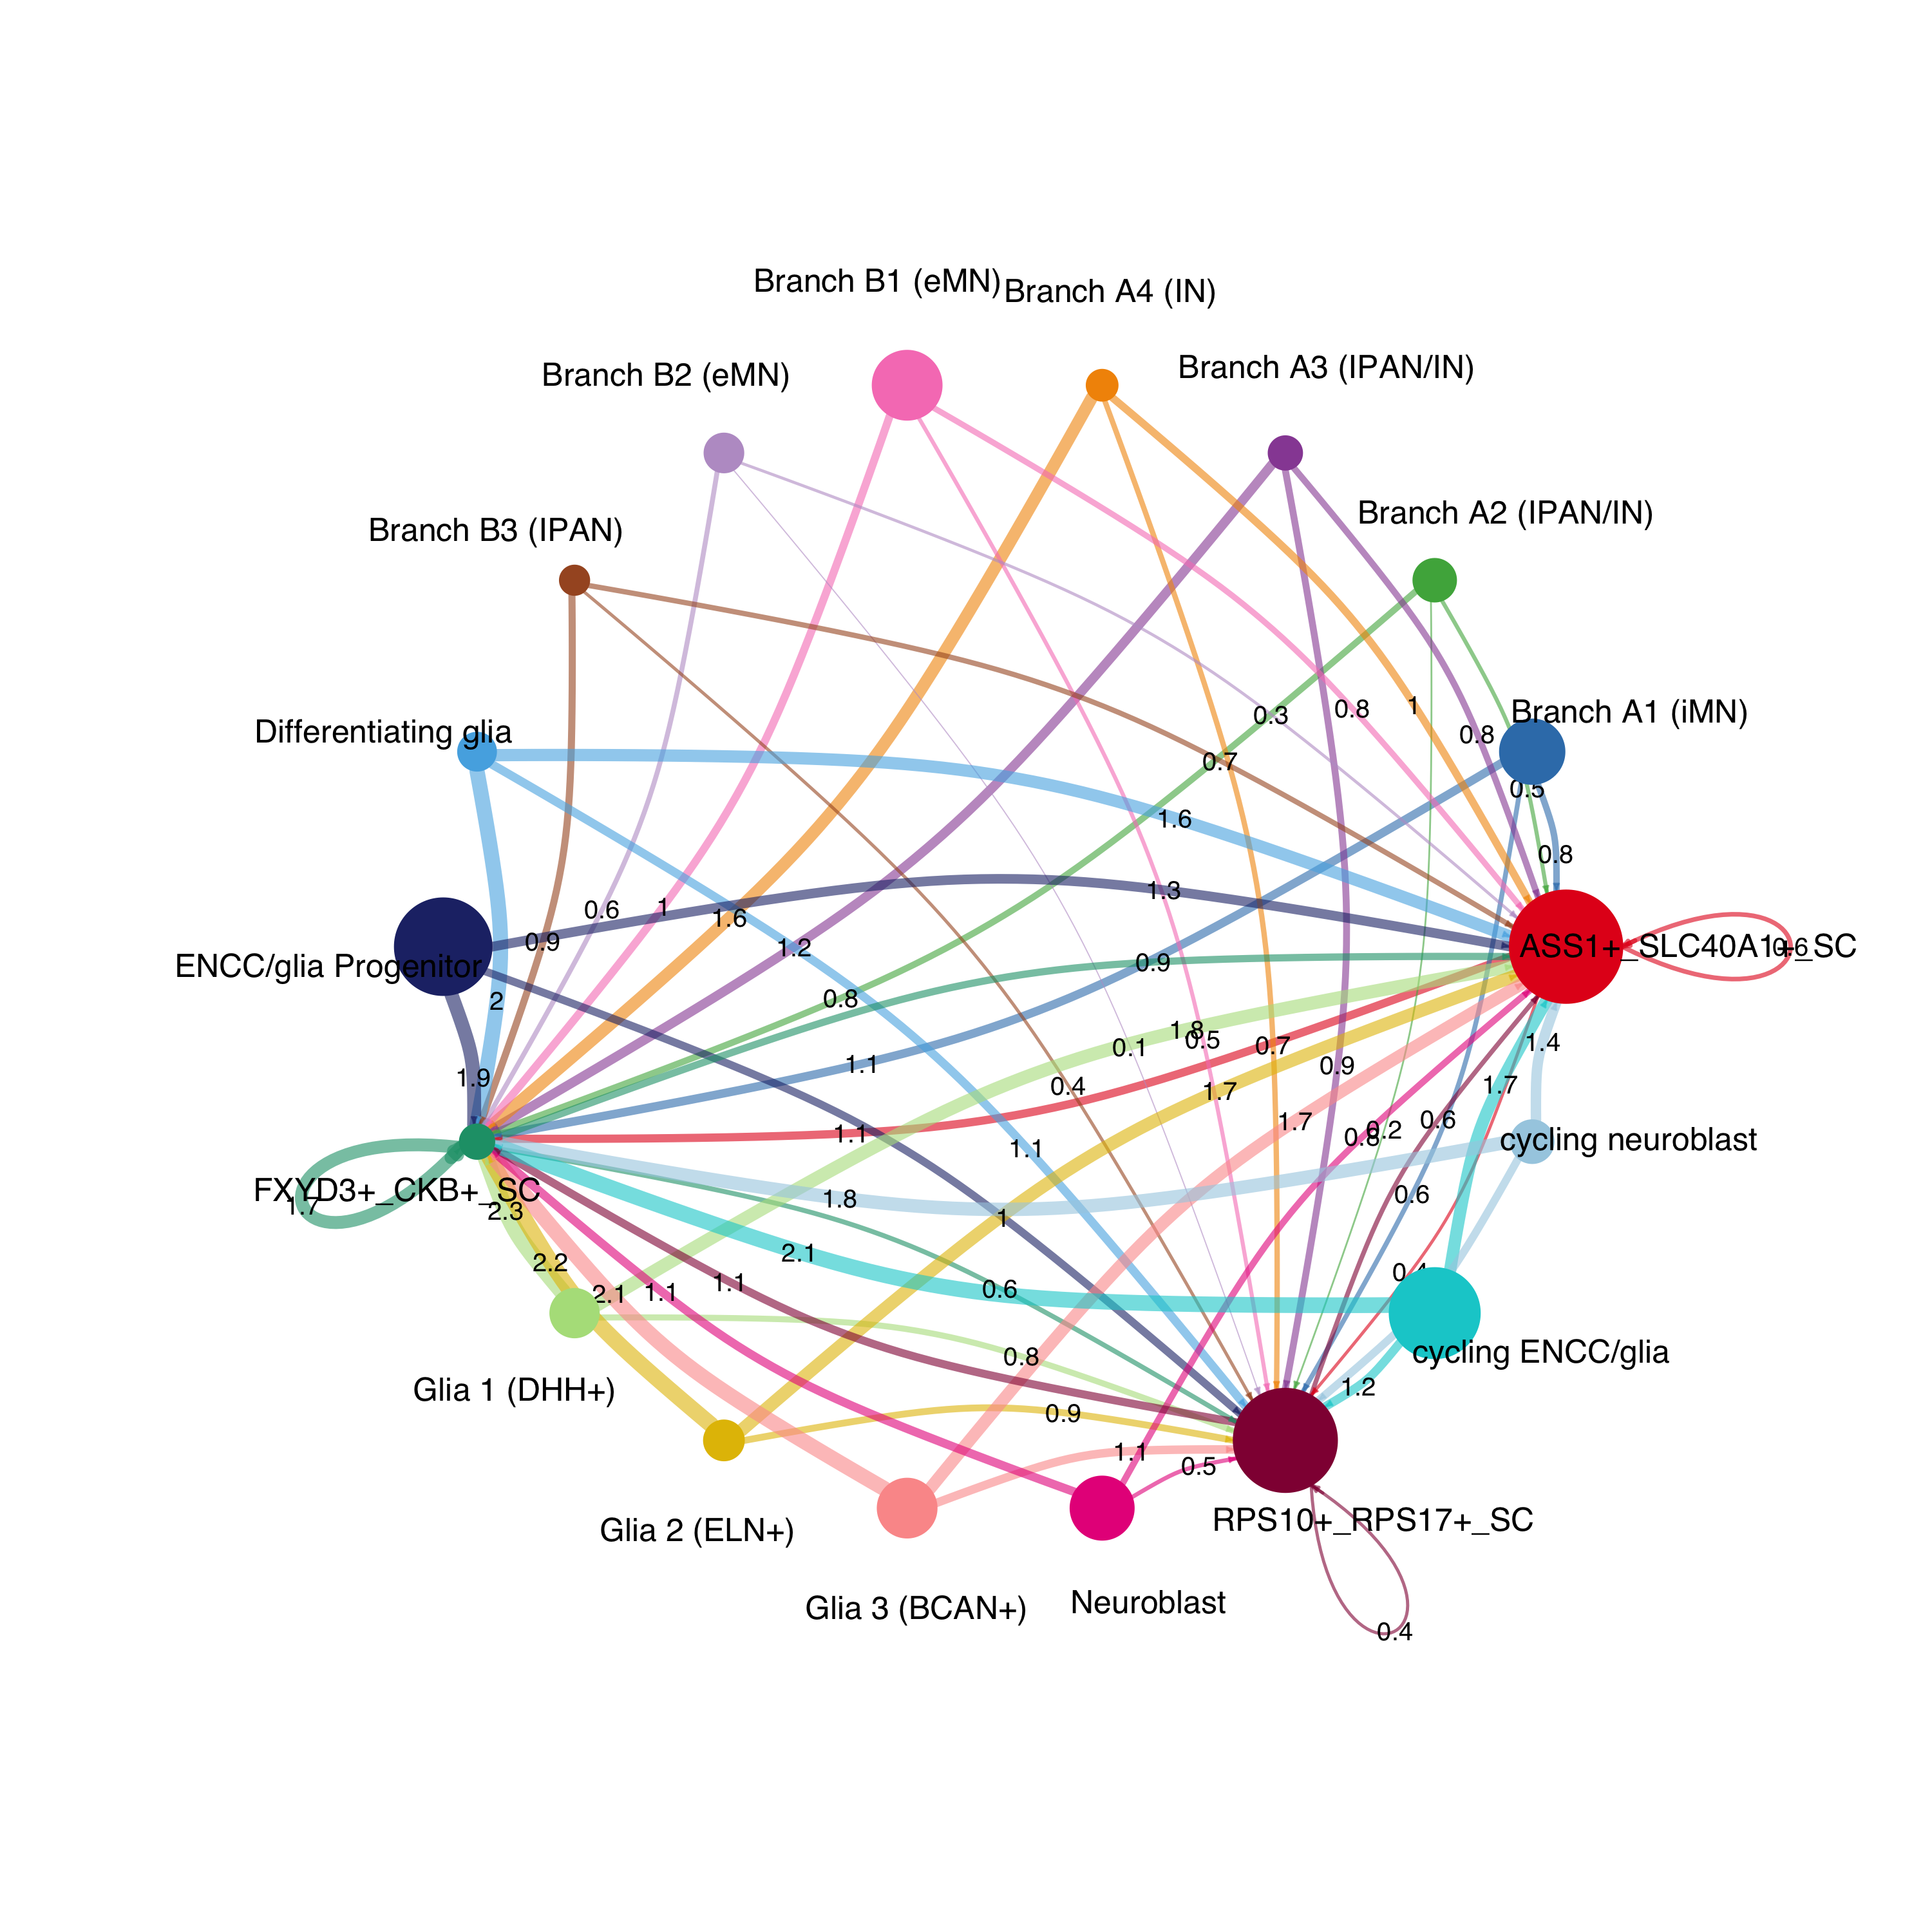 Branch B1 (eMN)
Branch A4 (IN)
Branch A3 (IPAN/IN)
Branch B2 (eMN)
Branch A2 (IPAN/IN)
Branch B3 (IPAN)
Branch A1 (iMN)
Differentiating glia
0.3
0.8
1
0.8
0.7
0.5
1.6
0.8
1.3
0.6
1
1.6
0.9
1.2
ASS1+_SLC40A1+_SC
0.6
ENCC/glia Progenitor
0.9
2
0.8
1.8
0.5
0.1
0.7
1.4
1.1
0.9
1.9
0.4
1.7
1.7
1.7
0.6
1.1
0.8
0.2
1.1
cycling neuroblast
FXYD3+_CKB+_SC
1.7
2.3
1.8
0.6
1
2.1
2.2
0.4
2.1
1.1
1.1
0.6
cycling ENCC/glia
0.8
Glia 1 (DHH+)
1.2
0.9
1.1
0.5
Glia 2 (ELN+)
RPS10+_RPS17+_SC
Glia 3 (BCAN+)
Neuroblast
0.4